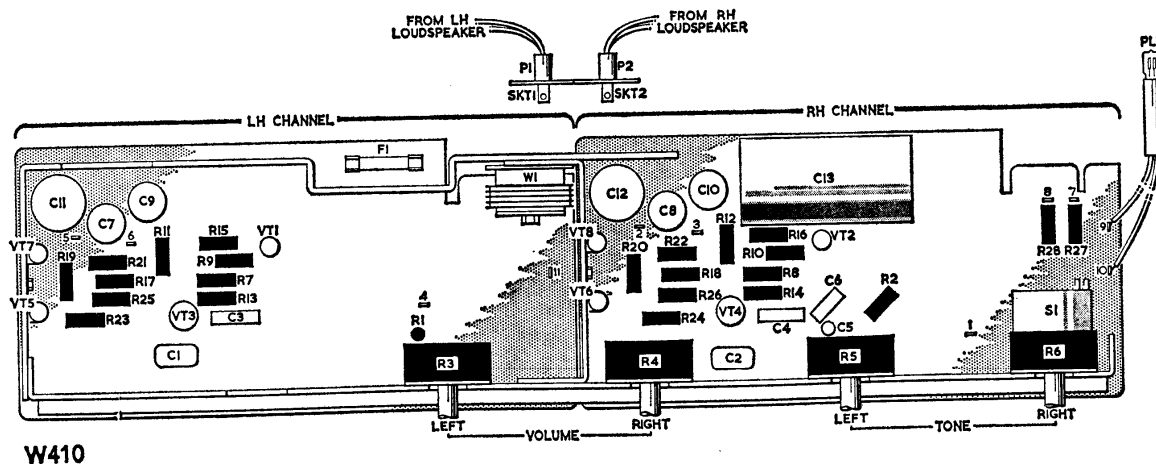 FROM LH
LOUDSPEAKER
FROM RH
LOUDSPEAKER
P1
P2
PL
SKT1
SKT2
LH CHANNEL
RH CHANNEL
F1
W1
C13
C11
C9
C7
C12
C10
C8
8
7
5
6
R11
R15
VT1
2
3
R12
R16
VT2
9
VT7
R19
R21
R9
VT8
R20
R22
R10
R28
R27
R17
R7
11
R18
R8
C6
R2
10
VT5
R25
R13
4
VT6
R26
R14
R23
VT3
C3
R1
R24
VT4
C4
C5
1
S1
C1
R3
R4
C2
R5
R6
LEFT
VOLUME
RIGHT
LEFT
TONE
RIGHT
W410